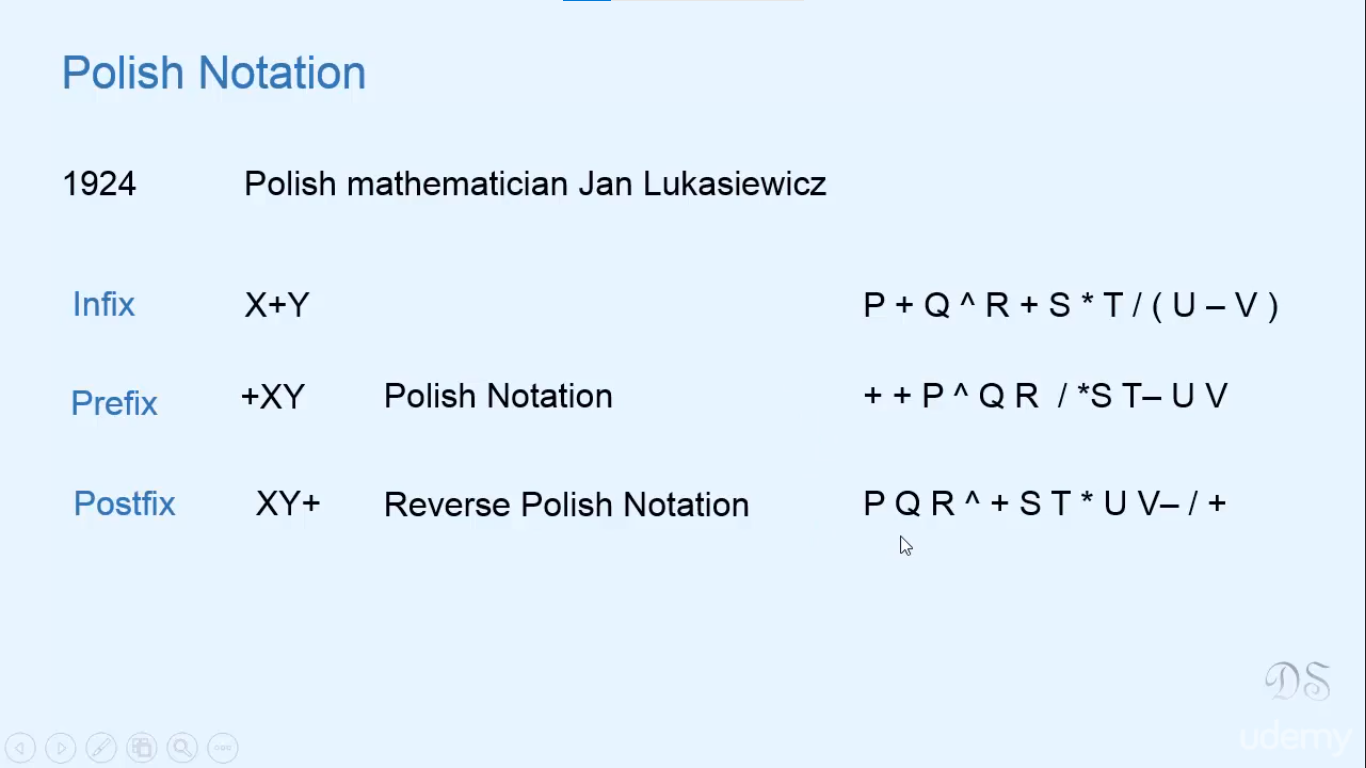 Polish Notation
1924 Polish mathematician Jan Lukasiewicz
Infix X+Y P + Q ^ R + S * T / ( U – V )
Prefix +XY Polish Notation + + P ^ Q R / *S T– U V
Postfix XY+ Reverse Polish Notation P Q R ^ + S T * U V– / +
DS
udemy